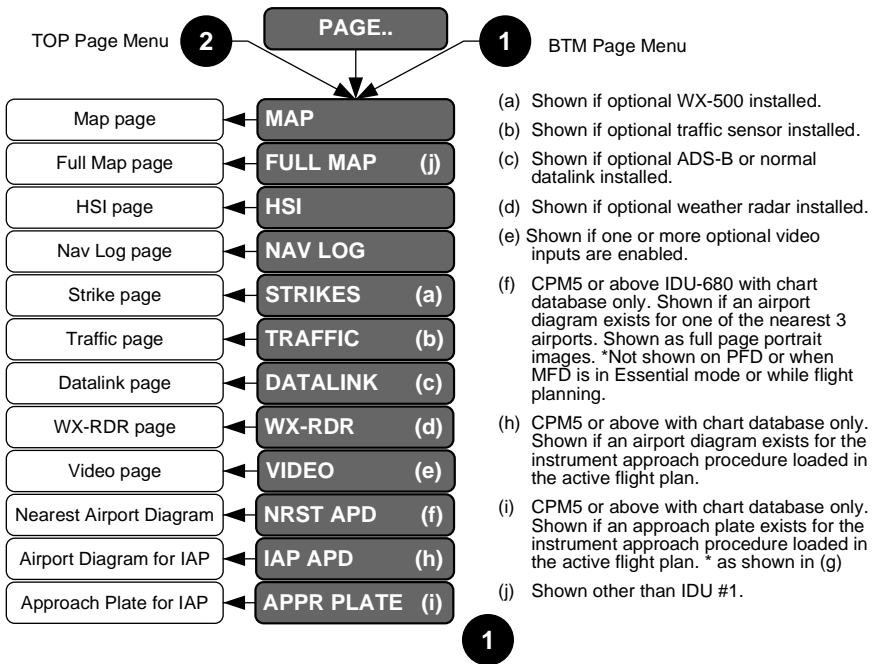 PAGE..
TOP Page Menu
2
1
BTM Page Menu
Map page
MAP
Full Map page
FULL MAP (j)
HSI page
HSI
Nav Log page
NAV LOG
Strike page
STRIKES (a)
Traffic page
TRAFFIC (b)
Datalink page
DATALINK (c)
WX-RDR page
WX-RDR (d)
Video page
VIDEO (e)
Nearest Airport Diagram
NRST APD (f)
Airport Diagram for IAP
IAP APD (h)
Approach Plate for IAP
APPR PLATE (i)
(a) Shown if optional WX-500 installed.
(b) Shown if optional traffic sensor installed.
(c) Shown if optional ADS-B or normal
datalink installed.
(d) Shown if optional weather radar installed.
(e) Shown if one or more optional video
inputs are enabled.
(f) CPM5 or above IDU-680 with chart
database only. Shown if an airport
diagram exists for one of the nearest 3
airports. Shown as full page portrait
images. *Not shown on PFD or when
MFD is in Essential mode or while flight
planning.
(h) CPM5 or above with chart database only.
Shown if an airport diagram exists for the
instrument approach procedure loaded in
the active flight plan.
(i) CPM5 or above with chart database only.
Shown if an approach plate exists for the
instrument approach procedure loaded in
the active flight plan. * as shown in (g)
(j) Shown other than IDU #1.
1